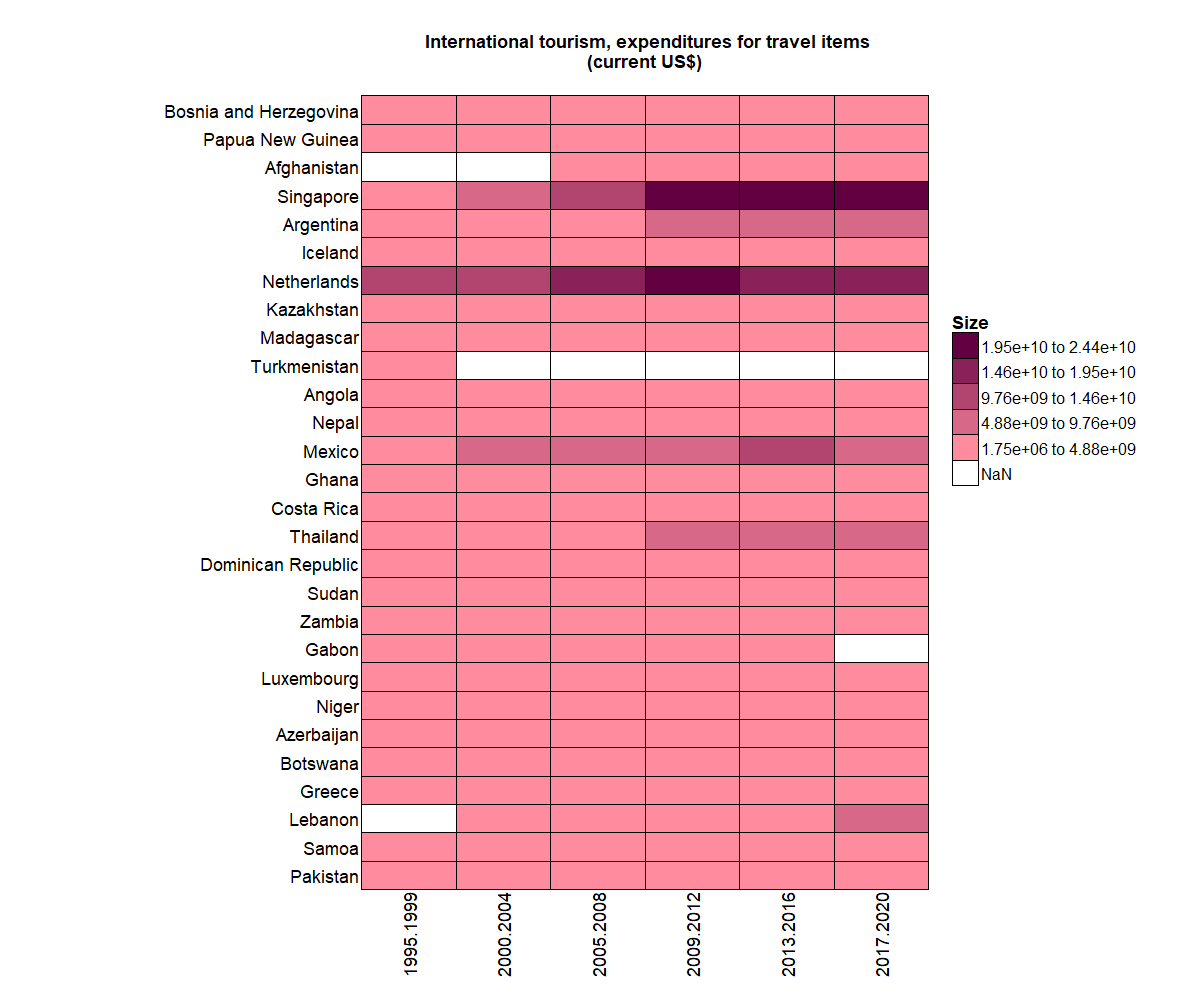 International tourism, expenditures for travel items
(current US$)
Bosnia and Herzegovina
Papua New Guinea
Afghanistan
Singapore
Argentina
Iceland
Netherlands
Kazakhstan
Madagascar
Turkmenistan
Angola
Nepal
Mexico
Ghana
Costa Rica
Thailand
Dominican Republic
Sudan
Zambia
Gabon
Luxembourg
Niger
Azerbaijan
Botswana
Greece
Lebanon
Samoa
Pakistan
1995.1999
2000.2004
2005.2008
2009.2012
2013.2016
2017.2020
Size
1.95e+10 to 2.44e+10
1.46e+10 to 1.95e+10
9.76e+09 to 1.46e+10
4.88e+09 to 9.76e+09
1.75e+06 to 4.88e+09
NaN